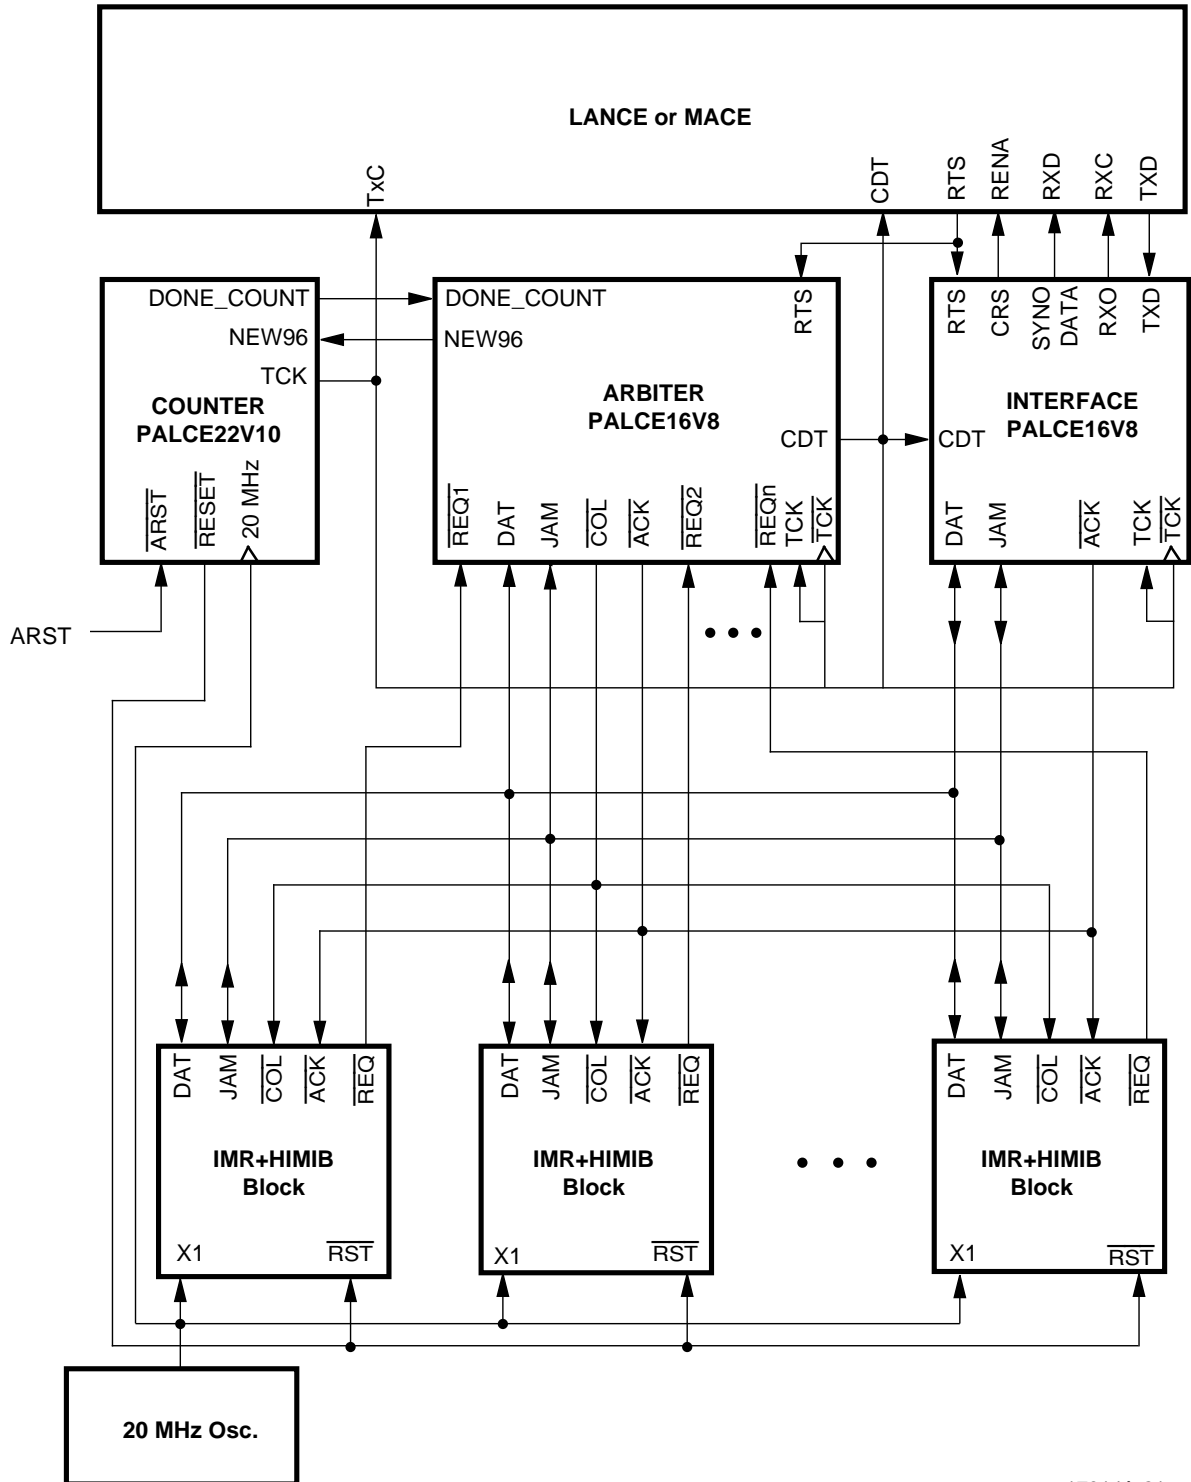 LANCE or MACE
TxC
CDT
RTS
RENA
RXD
RXC
TXD
DONE_COUNT
NEW96
TCK
COUNTER
PALCE22V10
ARST
RESET
20 MHz
ARST
DONE_COUNT
NEW96
RTS
ARBITER
PALCE16V8
CDT
REQ1
DAT
JAM
COL
ACK
REQ2
REQn
TCK
TCK
RTS
CRS
SYNO
DATA
RXO
TXD
INTERFACE
PALCE16V8
CDT
DAT
JAM
ACK
TCK
TCK
DAT
JAM
COL
ACK
REQ
IMR+HIMIB
Block
X1
RST
DAT
JAM
COL
ACK
REQ
IMR+HIMIB
Block
X1
RST
DAT
JAM
COL
ACK
REQ
IMR+HIMIB
Block
X1
RST
20 MHz Osc.